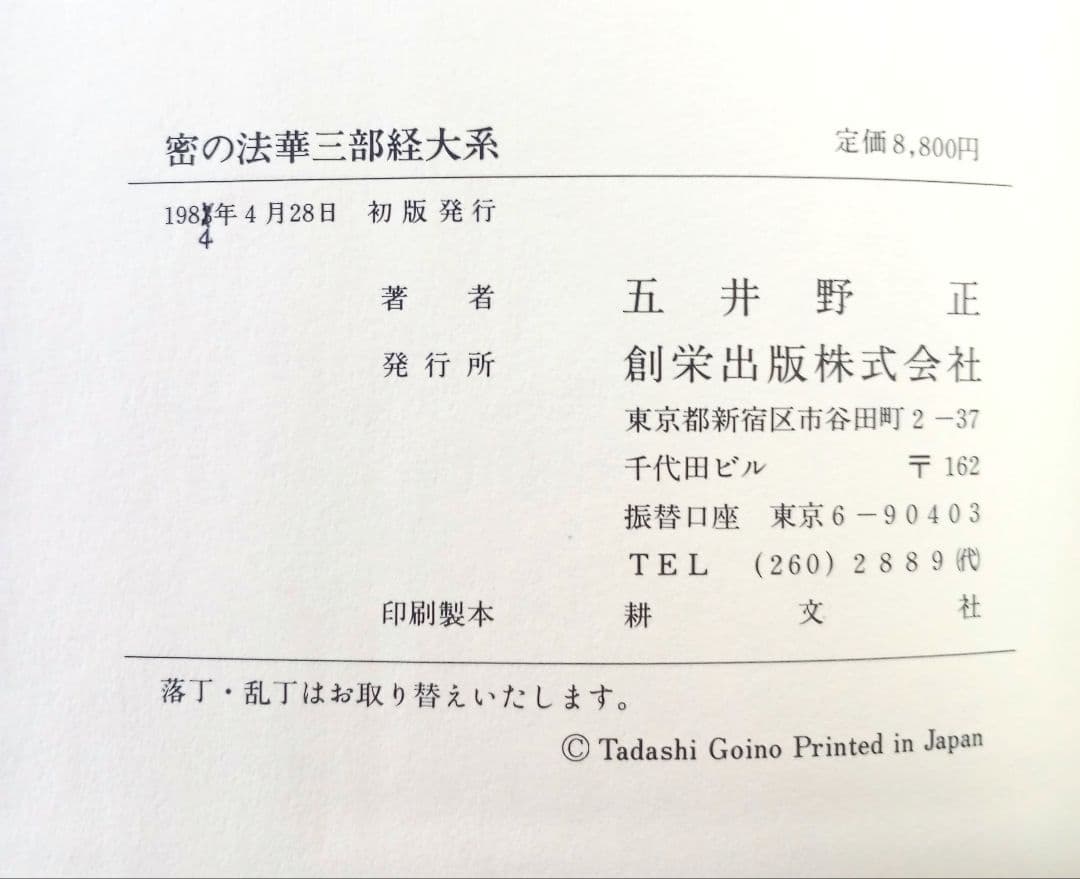 密の法華三部経大系 定価8,800円
198年4月28日 初版発行
4
著者 五井野 正
発行所 創栄出版株式会社
東京都新宿区市谷田町2-37
千代田ビル 〒162
振替口座 東京6-90403
TEL (260)2889㈹
印刷製本 耕文社
落丁・乱丁はお取り替えいたします。
© Tadashi Goino Printed in Japan